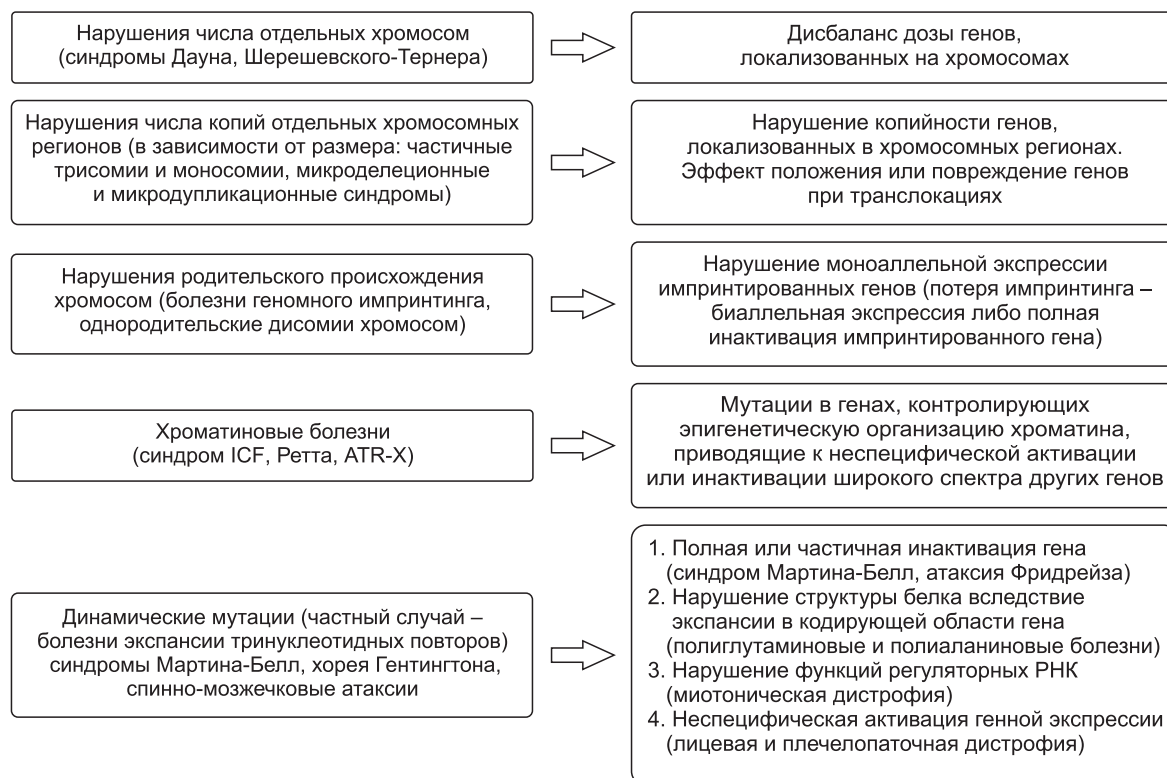 Нарушения числа отдельных хромосом
(синдромы Дауна, Шерешевского-Тернера)
Дисбаланс дозы генов,
локализованных на хромосомах
Нарушения числа копий отдельных хромосомных
регионов (в зависимости от размера: частичные
трисомии и моносомии, микроделеционные
и микродупликационные синдромы)
Нарушение копийности генов,
локализованных в хромосомных регионах.
Эффект положения или повреждение генов
при транслокациях
Нарушения родительского происхождения
хромосом (болезни геномного импринтинга,
однородительские дисомии хромосом)
Нарушение моноаллельной экспрессии
импринтированных генов (потеря импринтинга –
биаллельная экспрессия либо полная
инактивация импринтированного гена)
Хроматиновые болезни
(синдром ICF, Ретта, ATR-X)
Мутации в генах, контролирующих
эпигенетическую организацию хроматина,
приводящие к неспецифической активации
или инактивации широкого спектра других генов
Динамические мутации (частный случай –
болезни экспансии тринуклеотидных повторов)
синдромы Мартина-Белл, хорея Гентингтона,
спинно-мозжечковые атаксии
1. Полная или частичная инактивация гена
(синдром Мартина-Белл, атаксия Фридрейза)
2. Нарушение структуры белка вследствие
экспансии в кодирующей области гена
(полиглутаминовые и полиаланиновые болезни)
3. Нарушение функций регуляторных РНК
(миотоническая дистрофия)
4. Неспецифическая активация генной экспрессии
(лицевая и плечелопаточная дистрофия)